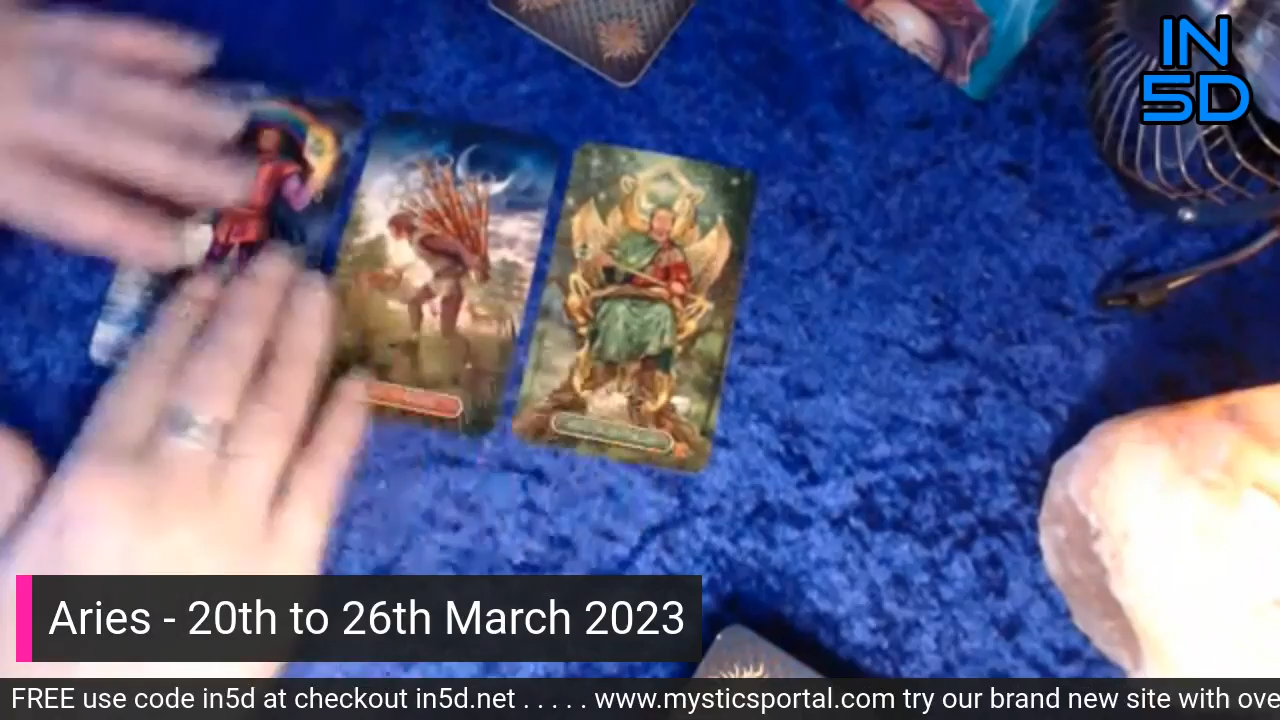 IN
5D
Aries - 20th to 26th March 2023
FREE use code in5d at checkout in5d.net . . . . . www.mysticsportal.com try our brand new site with ove